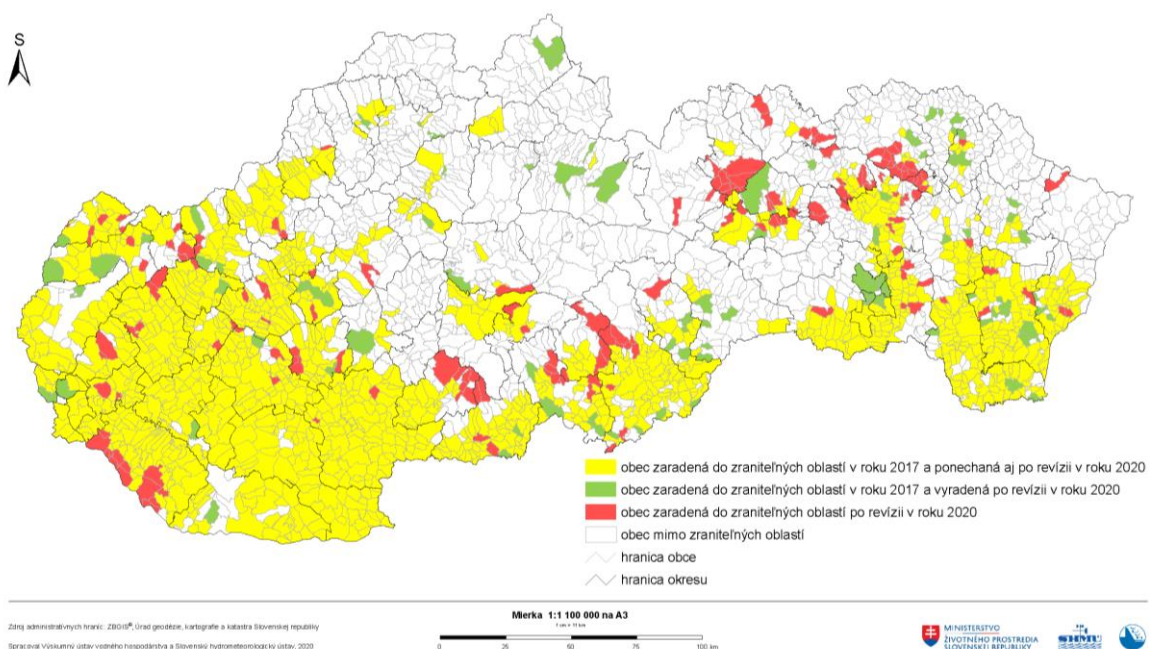 S
obec zaradená do zraniteľných oblastí v roku 2017 a ponechaná aj po revízii v roku 2020
obec zaradená do zraniteľných oblastí v roku 2017 a vyradená po revízii v roku 2020
obec zaradená do zraniteľných oblastí po revízii v roku 2020
obec mimo zraniteľných oblastí
hranica obce
hranica okresu
Mierka 1:1 100 000 na A3
1 cm = 11 km
0 25 50 75 100 km
Zdroj administratívnych hraníc: ZBGIS®, Úrad geodézie, kartografie a katastra Slovenskej republiky
Spracoval Výskumný ústav vodného hospodárstva a Slovenský hydrometeorologický ústav, 2020
MINISTERSTVO
ŽIVOTNÉHO PROSTREDIA
SLOVENSKEJ REPUBLIKY
SHMÚ